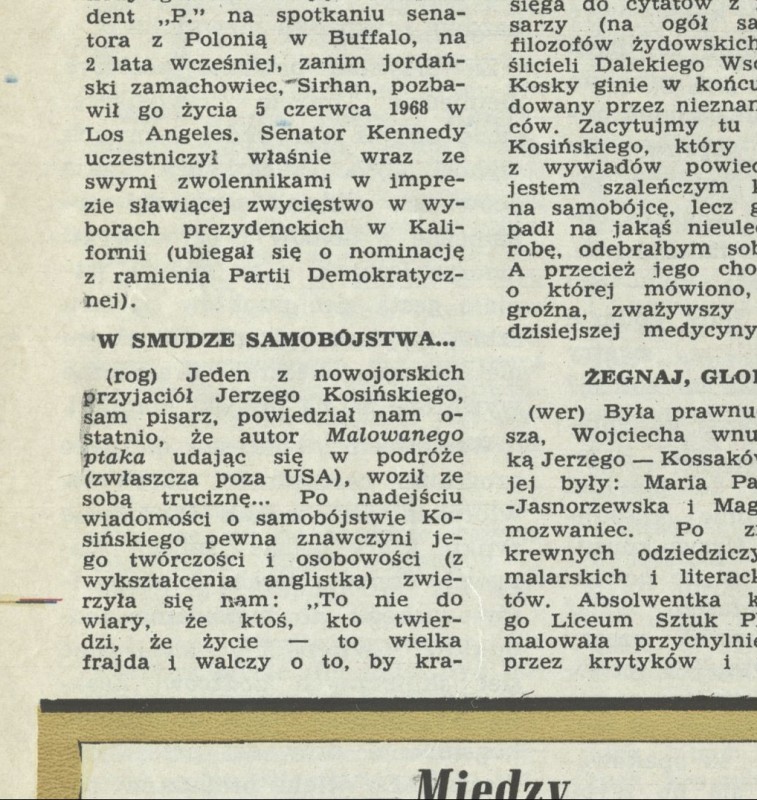 dent „P.” na spotkaniu sena-
tora z Polonią w Buffalo, na
2 lata wcześniej, zanim jordań-
ski zamachowiec, Sirhan, pozba-
wił go życia 5 czerwca 1968 w
Los Angeles. Senator Kennedy
uczestniczył właśnie wraz ze
swymi zwolennikami w impre-
zie sławiącej zwycięstwo w wy-
borach prezydenckich w Kali-
fornii (ubiegał się o nominację
z ramienia Partii Demokratycz-
nej).
W SMUDZE SAMOBÓJSTWA...
(rog) Jeden z nowojorskich
przyjaciół Jerzego Kosińskiego,
sam pisarz, powiedział nam o-
statnio, że autor Malowanego
ptaka udając się w podróże
(zwłaszcza poza USA), woził ze
sobą truciznę... Po nadejściu
wiadomości o samobójstwie Ko-
sińskiego pewna znawczyni je-
go twórczości i osobowości (z
wykształcenia anglistka) zwie-
rzyła się nam: „To nie do
wiary, że ktoś, kto twier-
dzi, że życie — to wielka
frajda i walczy o to, by kra-
sięga do cytatów z
sarzy (na ogół sa
filozofów żydowskich
ślicieli Dalekiego Wsc
Kosky ginie w końcu
dowany przez nieznan
ców. Zacytujmy tu
Kosińskiego, który
z wywiadów powied
jestem szaleńczym k
na samobójcę, lecz g
padł na jakąś nieulec
robę, odebrałbym sob
A przecież jego cho
o której mówiono,
groźna, zważywszy
dzisiejszej medycyny
ŻEGNAJ, GLO
(wer) Była prawnu
sza, Wojciecha wnu
ką Jerzego — Kossaków
jej były: Maria Pa
-Jasnorzewska i Mag
mozwaniec. Po z
krewnych odziedziczy
malarskich i literack
tów. Absolwentka k
go Liceum Sztuk P
malowała przychylnie
przez krytyków i
Między